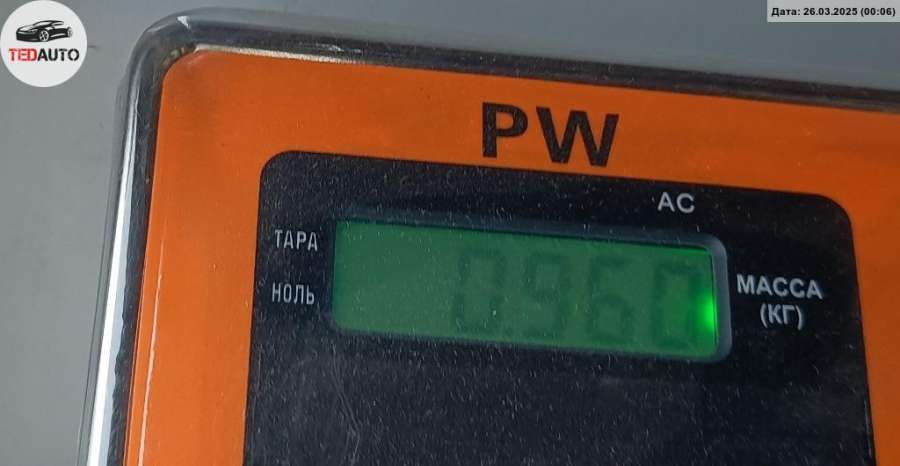 TEDAUTO
Дата: 26.03.2025 (00:06)
PW
AC
ТАРА
НОЛЬ
0.960
МАССА
(КГ)